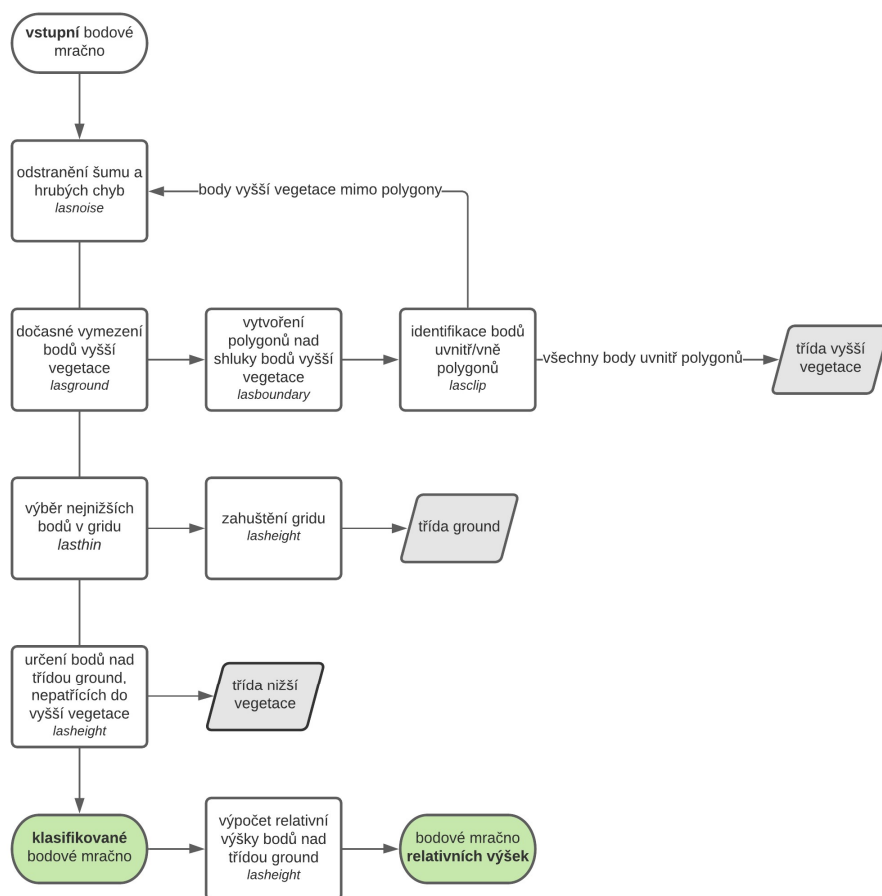 vstupní bodové
mračno
odstranění šumu a
hrubých chyb
lasnoise
body vyšší vegetace mimo polygony
dočasné vymezení
bodů vyšší
vegetace
lasground
vytvoření
polygonů nad
shluky bodů vyšší
vegetace
lasboundary
identifikace bodů
uvnitř/vně
polygonů
lasclip
všechny body uvnitř polygonů
třída vyšší
vegetace
výběr nejnižších
bodů v gridu
lasthin
zahuštění gridu
lasheight
třída ground
určení bodů nad
třídou ground,
nepatřících do
vyšší vegetace
lasheight
třída nižší
vegetace
klasifikované
bodové mračno
výpočet relativní
výšky bodů nad
třídou ground
lasheight
bodové mračno
relativních výšek